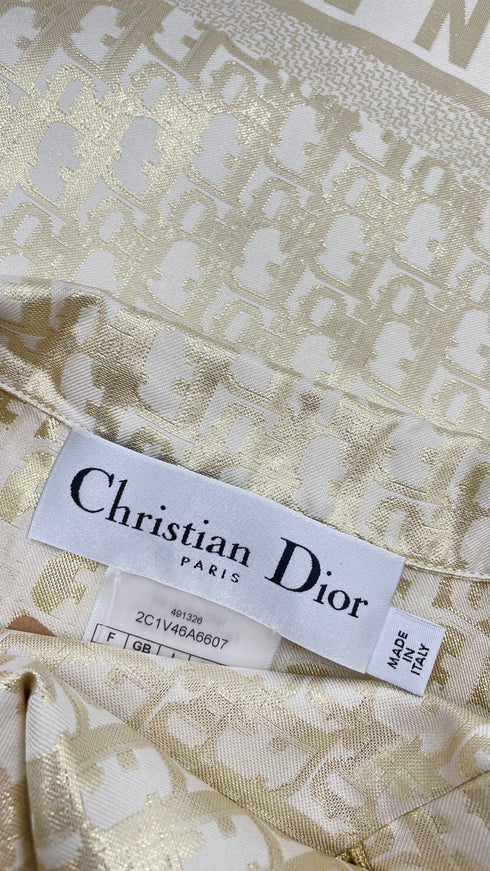 N
Christian Dior
PARIS
491326
2C1V46A6607
F GB I
MADE
IN
ITALY